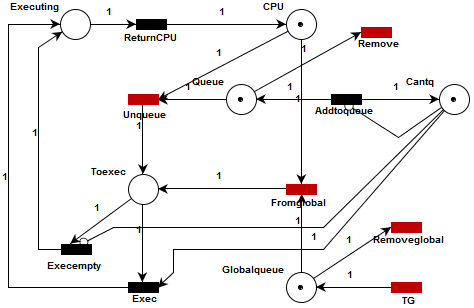 Executing
1
ReturnCPU
1
CPU
Remove
1
1
Queue
1
Cantq
1
1
Unqueue
1
Addtoqueue
1
1
1
Toexec
1
Fromglobal
1
1
1
1
Execempty
1
1
Removeglobal
Globalqueue
1
Exec
TG